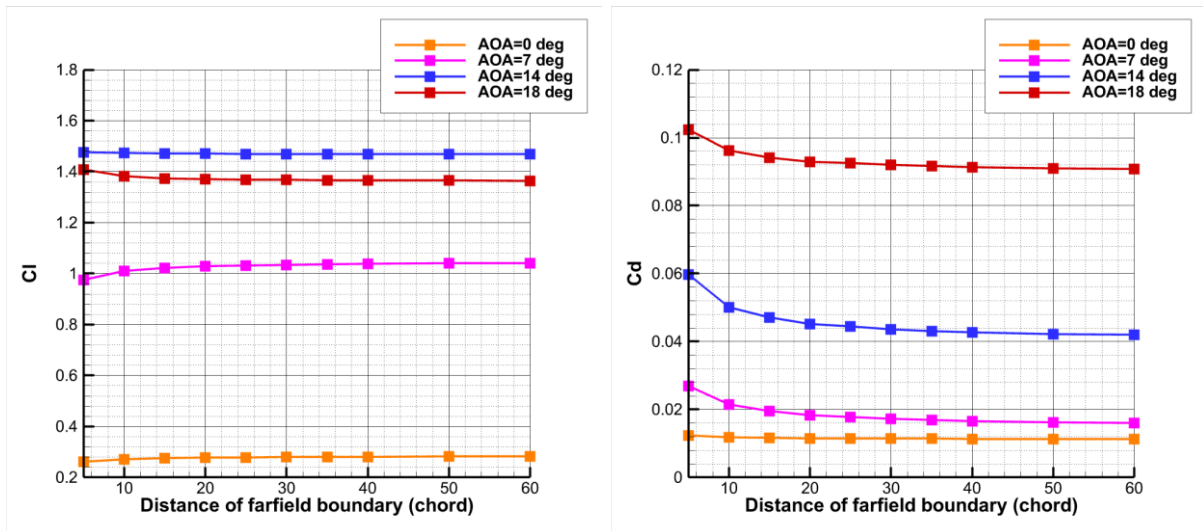 AOA=0 deg
AOA=7 deg
AOA=14 deg
AOA=18 deg
1.8
1.6
1.4
1.2
1
0.8
0.6
0.4
0.2
Cl
10 20 30 40 50 60
Distance of farfield boundary (chord)
AOA=0 deg
AOA=7 deg
AOA=14 deg
AOA=18 deg
0.12
0.1
0.08
0.06
0.04
0.02
0
Cd
10 20 30 40 50 60
Distance of farfield boundary (chord)